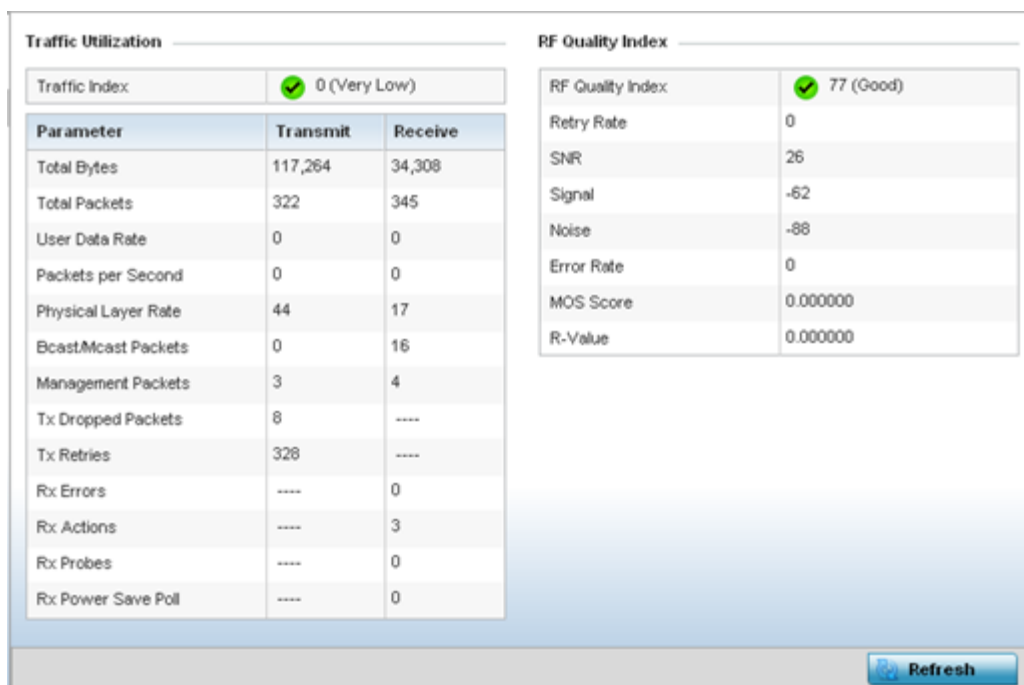 Traffic Utilization
Traffic Index 0 (Very Low)
Parameter Transmit Receive
Total Bytes 117,264 34,308
Total Packets 322 345
User Data Rate 0 0
Packets per Second 0 0
Physical Layer Rate 44 17
Bcast/Mcast Packets 0 16
Management Packets 3 4
Tx Dropped Packets 8 ----
Tx Retries 328 ----
Rx Errors ---- 0
Rx Actions ---- 3
Rx Probes ---- 0
Rx Power Save Poll ---- 0
RF Quality Index
RF Quality Index 77 (Good)
Retry Rate 0
SNR 26
Signal -62
Noise -88
Error Rate 0
MOS Score 0.000000
R-Value 0.000000
Refresh